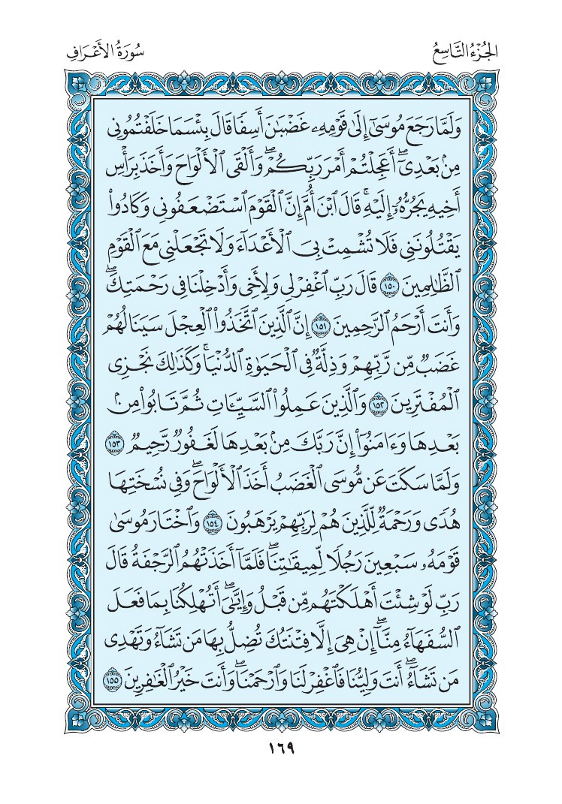 الجُزْءُ التَّاسِعُ
سُورَةُ الأَعْرَافِ
وَلَمَّا رَجَعَ مُوسَىٰٓ إِلَىٰ قَوْمِهِۦ غَضْبَٰنَ أَسِفًا قَالَ بِئْسَمَا خَلَفْتُمُونِي
مِنۢ بَعْدِيٓۖ أَعَجِلْتُمْ أَمْرَ رَبِّكُمْۖ وَأَلْقَى ٱلْأَلْوَاحَ وَأَخَذَ بِرَأْسِ
أَخِيهِ يَجُرُّهُۥٓ إِلَيْهِۚ قَالَ ٱبْنَ أُمَّ إِنَّ ٱلْقَوْمَ ٱسْتَضْعَفُونِي وَكَادُوا۟
يَقْتُلُونَنِي فَلَا تُشْمِتْ بِيَ ٱلْأَعْدَآءَ وَلَا تَجْعَلْنِي مَعَ ٱلْقَوْمِ
ٱلظَّٰلِمِينَ ١٥٠ قَالَ رَبِّ ٱغْفِرْ لِي وَلِأَخِي وَأَدْخِلْنَا فِي رَحْمَتِكَۖ
وَأَنتَ أَرْحَمُ ٱلرَّٰحِمِينَ ١٥١ إِنَّ ٱلَّذِينَ ٱتَّخَذُوا۟ ٱلْعِجْلَ سَيَنَالُهُمْ
غَضَبٌ مِّن رَّبِّهِمْ وَذِلَّةٌ فِي ٱلْحَيَوٰةِ ٱلدُّنْيَاۚ وَكَذَٰلِكَ نَجْزِي
ٱلْمُفْتَرِينَ ١٥٢ وَٱلَّذِينَ عَمِلُوا۟ ٱلسَّيِّـَٔاتِ ثُمَّ تَابُوا۟ مِنۢ
بَعْدِهَا وَءَامَنُوٓا۟ إِنَّ رَبَّكَ مِنۢ بَعْدِهَا لَغَفُورٌ رَّحِيمٌ ١٥٣
وَلَمَّا سَكَتَ عَن مُّوسَى ٱلْغَضَبُ أَخَذَ ٱلْأَلْوَاحَۖ وَفِي نُسْخَتِهَا
هُدًى وَرَحْمَةٌ لِّلَّذِينَ هُمْ لِرَبِّهِمْ يَرْهَبُونَ ١٥٤ وَٱخْتَارَ مُوسَىٰ
قَوْمَهُۥ سَبْعِينَ رَجُلًا لِّمِيقَٰتِنَاۖ فَلَمَّآ أَخَذَتْهُمُ ٱلرَّجْفَةُ قَالَ
رَبِّ لَوْ شِئْتَ أَهْلَكْتَهُم مِّن قَبْلُ وَإِيَّٰيَۖ أَتُهْلِكُنَا بِمَا فَعَلَ
ٱلسُّفَهَآءُ مِنَّآۖ إِنْ هِيَ إِلَّا فِتْنَتُكَ تُضِلُّ بِهَا مَن تَشَآءُ وَتَهْدِي
مَن تَشَآءُۖ أَنتَ وَلِيُّنَا فَٱغْفِرْ لَنَا وَٱرْحَمْنَاۖ وَأَنتَ خَيْرُ ٱلْغَٰفِرِينَ ١٥٥
١٦٩